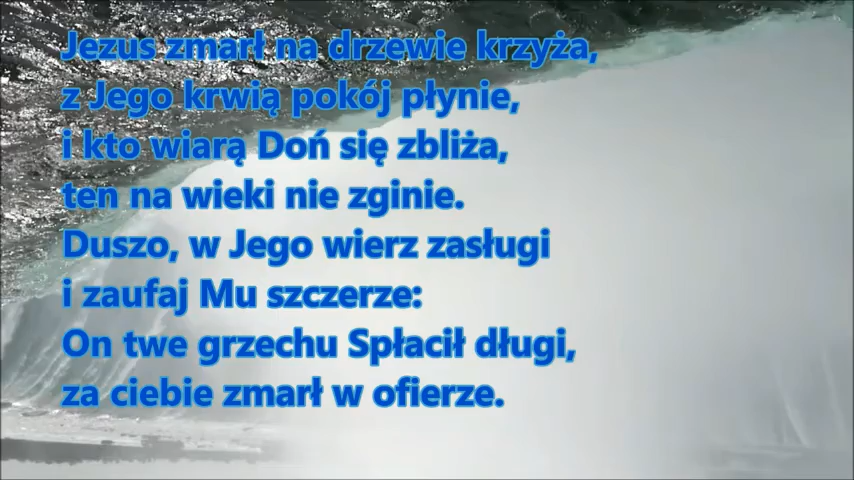 Jezus zmarł na drzewie krzyża,
z Jego krwią pokój płynie,
i kto wiarą Doń się zbliża,
ten na wieki nie zginie.
Duszo, w Jego wierz zasługi
i zaufaj Mu szczerze:
On twe grzechu Spłacił długi,
za ciebie zmarł w ofierze.